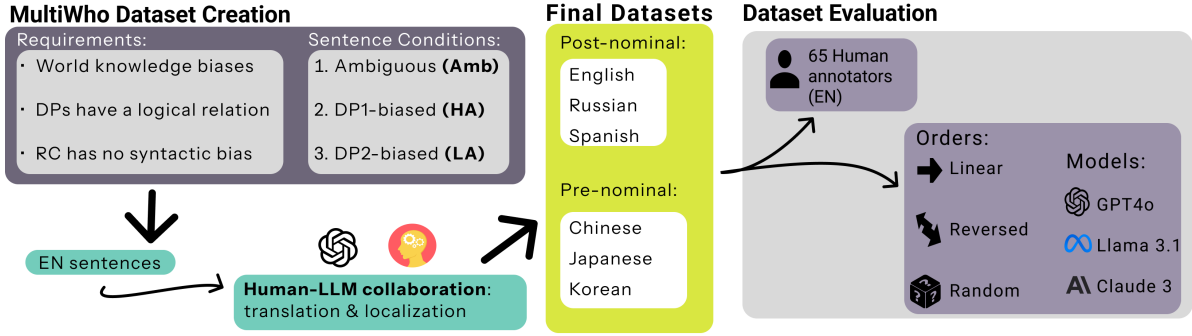 MultiWho Dataset Creation
Requirements:
· World knowledge biases
· DPs have a logical relation
· RC has no syntactic bias
Sentence Conditions:
1. Ambiguous (Amb)
2. DP1-biased (HA)
3. DP2-biased (LA)
EN sentences
Human-LLM collaboration:
translation & localization
Final Datasets
Post-nominal:
English
Russian
Spanish
Pre-nominal:
Chinese
Japanese
Korean
Dataset Evaluation
65 Human
annotators
(EN)
Orders:
Linear
Reversed
? ? ?
Random
Models:
GPT4o
Llama 3.1
A\ Claude 3